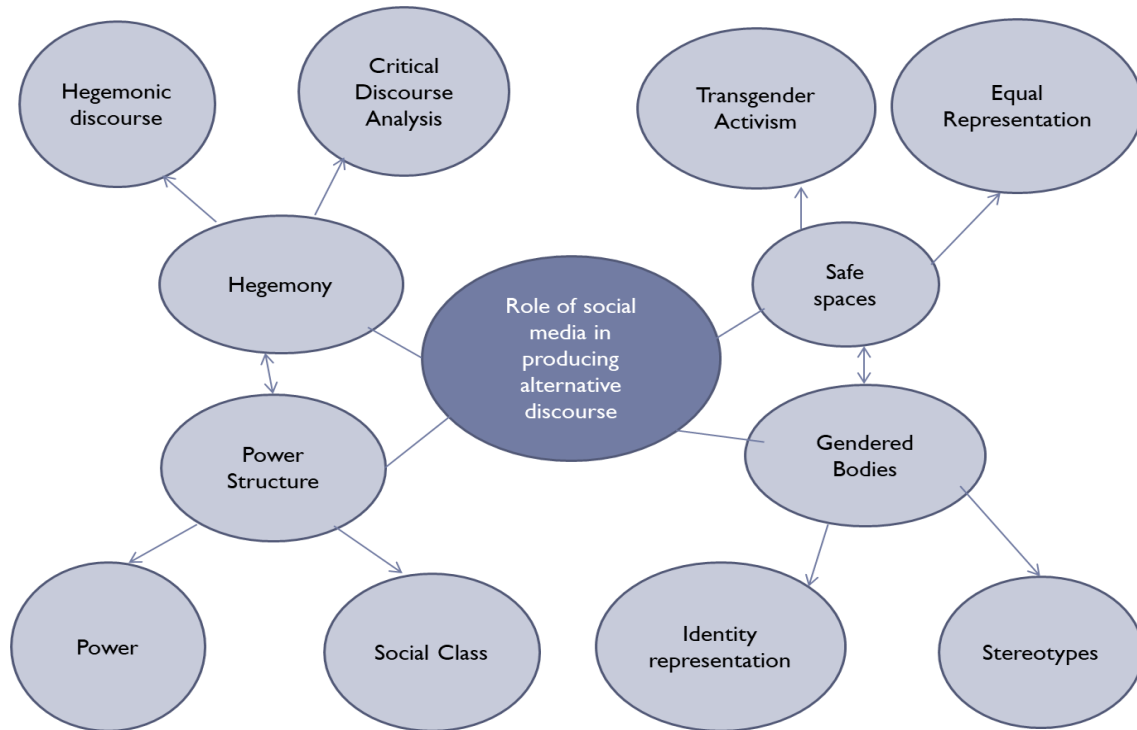 Hegemonic
discourse
Critical
Discourse
Analysis
Transgender
Activism
Equal
Representation
Hegemony
Role of social
media in
producing
alternative
discourse
Safe
spaces
Power
Structure
Gendered
Bodies
Power
Social Class
Identity
representation
Stereotypes